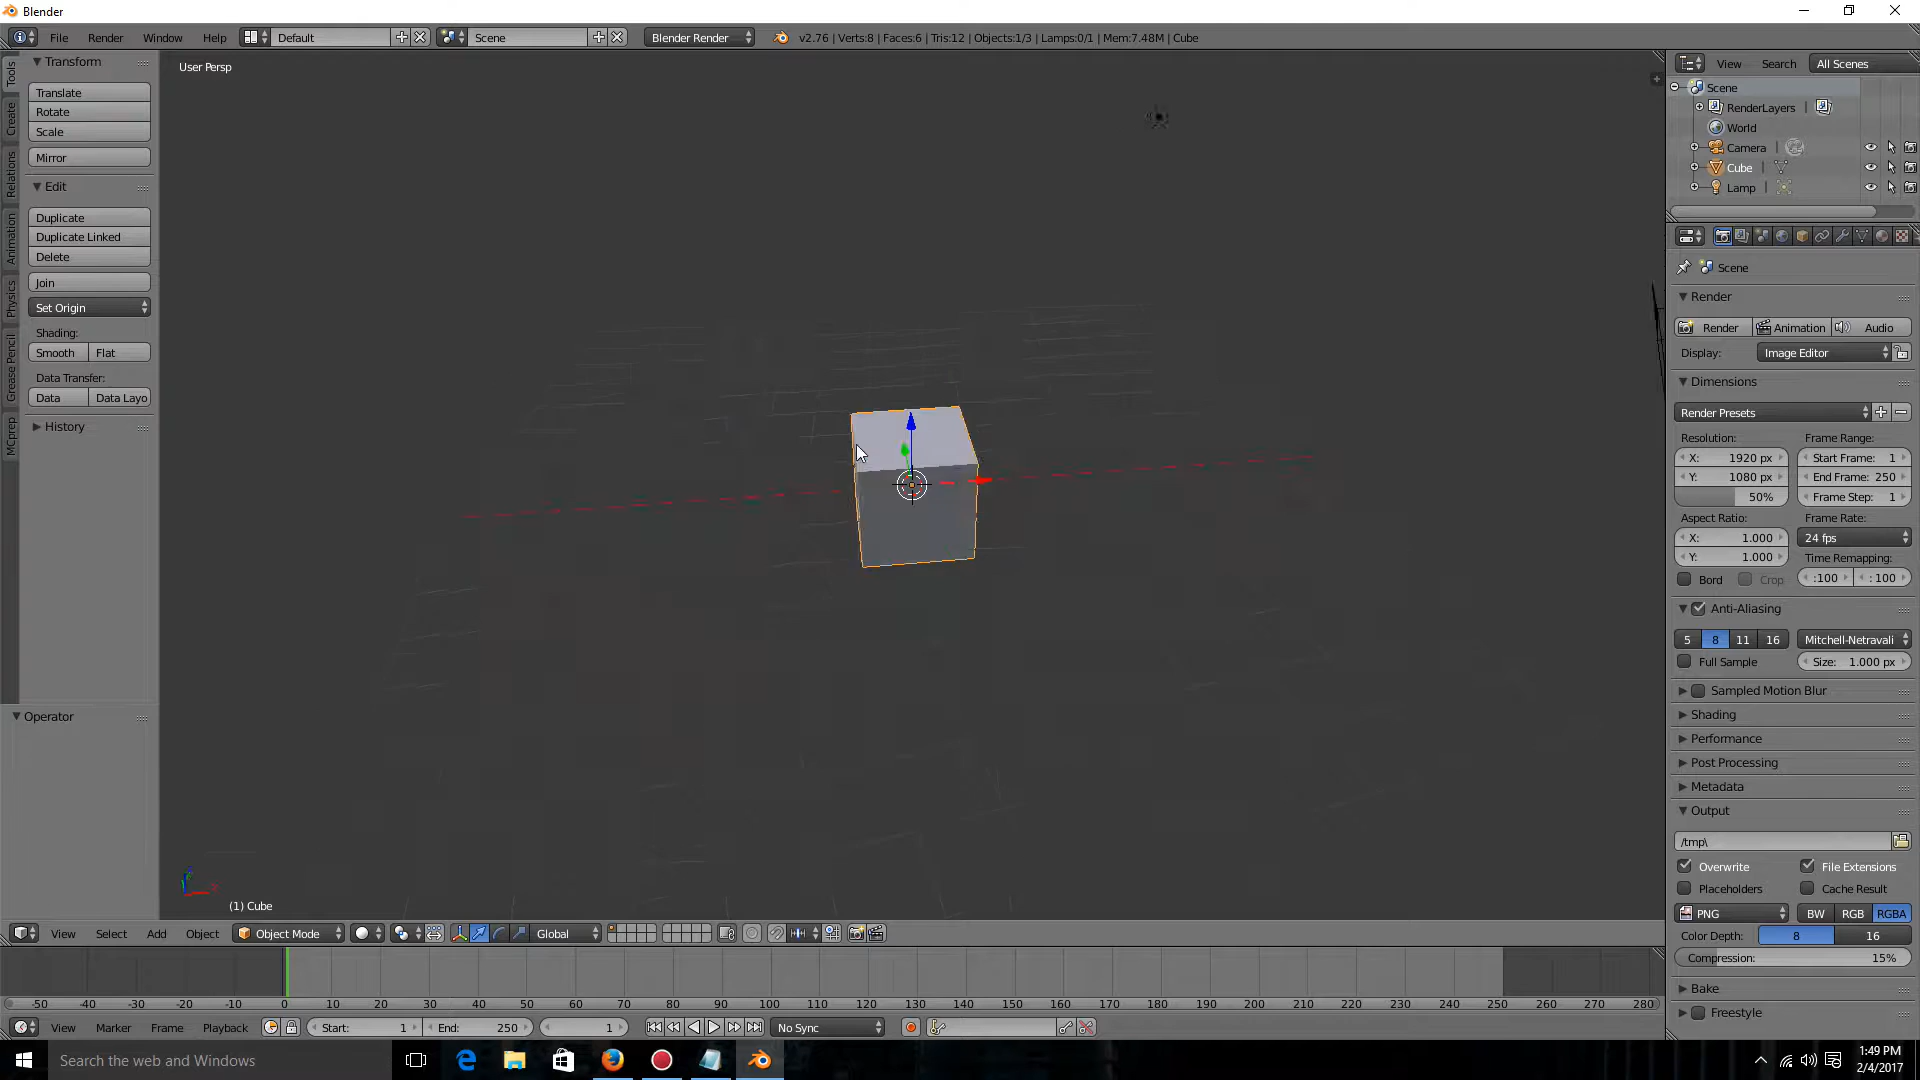 Blender
File Render Window Help Default Scene Blender Render v2.76 | Verts:8 | Faces:6 | Tris:12 | Objects:1/3 | Lamps:0/1 | Mem:7.48M | Cube
Tools
Create
Relations
Animation
Physics
Grease Pencil
MCprep
Transform
Translate
Rotate
Scale
Mirror
Edit
Duplicate
Duplicate Linked
Delete
Join
Set Origin
Shading:
Smooth Flat
Data Transfer:
Data Data Layo
History
Operator
User Persp
(1) Cube
View Select Add Object Object Mode Global
-50 -40 -30 -20 -10 0 10 20 30 40 50 60 70 80 90 100 110 120 130 140 150 160 170 180 190 200 210 220 230 240 250 260 270 280
View Marker Frame Playback Start: 1 End: 250 1 No Sync
View Search All Scenes
Scene
RenderLayers |
World
Camera |
Cube |
Lamp |
Scene
Render
Render Animation Audio
Display: Image Editor
Dimensions
Render Presets
Resolution: Frame Range:
X: 1920 px Start Frame: 1
Y: 1080 px End Frame: 250
50% Frame Step: 1
Aspect Ratio: Frame Rate:
X: 1.000 24 fps
Y: 1.000 Time Remapping:
Bord Crop :100 : 100
Anti-Aliasing
5 8 11 16 Mitchell-Netravali
Full Sample Size: 1.000 px
Sampled Motion Blur
Shading
Performance
Post Processing
Metadata
Output
/tmp\
Overwrite File Extensions
Placeholders Cache Result
PNG BW RGB RGBA
Color Depth: 8 16
Compression: 15%
Bake
Freestyle
Search the web and Windows
1:49 PM
2/4/2017